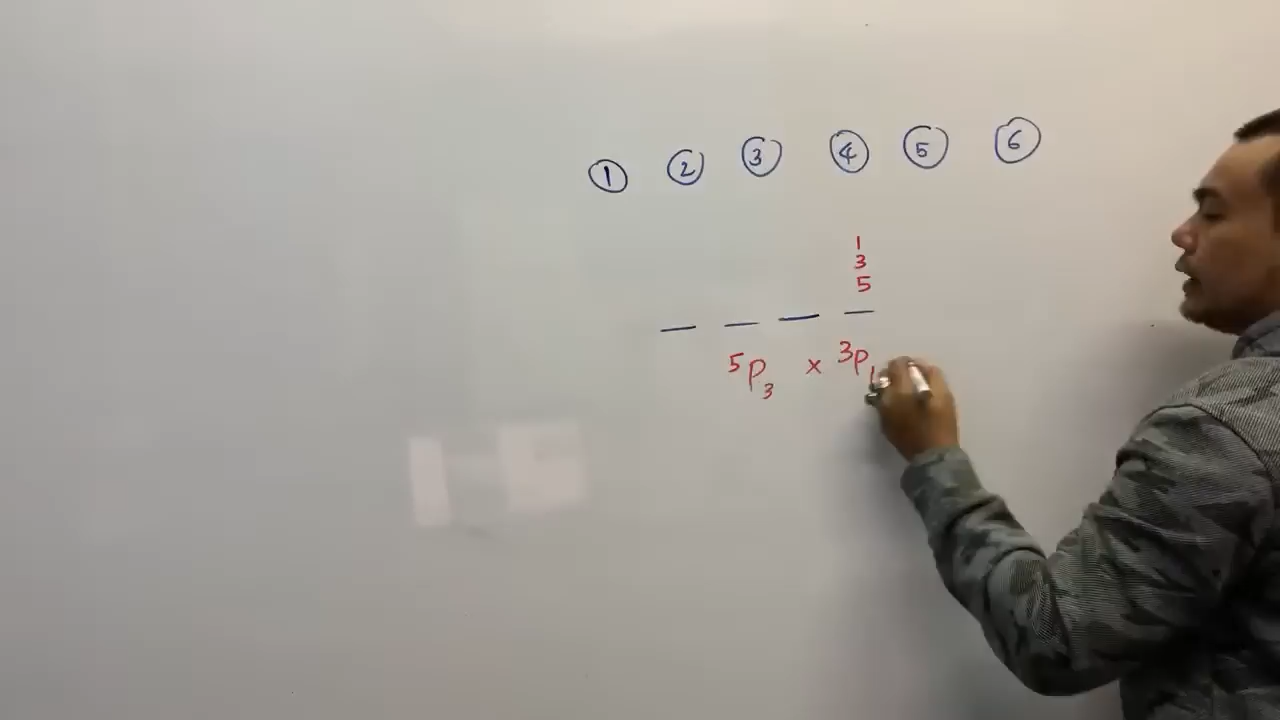 ① ② ③ ④ ⑤ ⑥
1
3
5
⁵P₃ × ³P₁